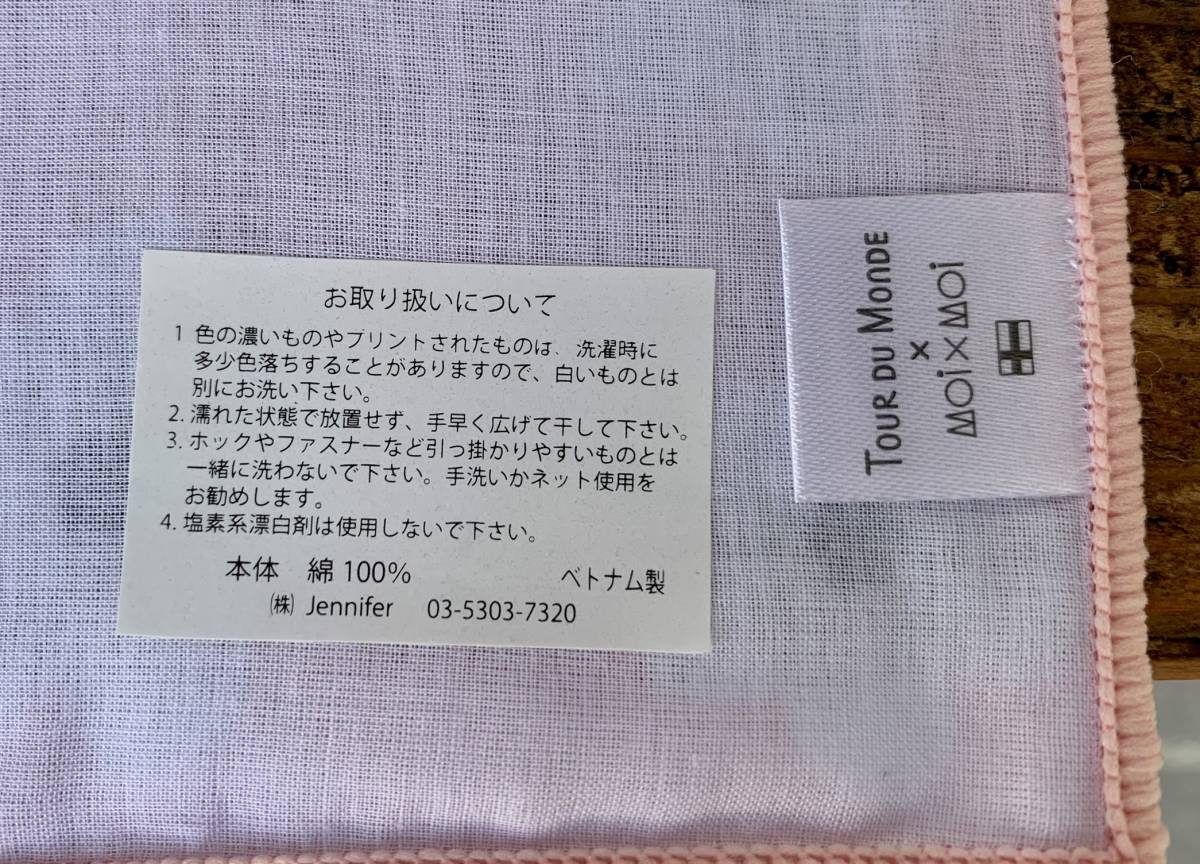 お取り扱いについて
1 色の濃いものやプリントされたものは、洗濯時に
多少色落ちすることがありますので、白いものとは
別にお洗い下さい。
2. 濡れた状態で放置せず、手早く広げて干して下さい。
3. ホックやファスナーなど引っ掛かりやすいものとは
一緒に洗わないで下さい。手洗いかネット使用を
お勧めします。
4. 塩素系漂白剤は使用しないで下さい。
本体 綿 100% ベトナム製
㈱ Jennifer 03-5303-7320
TOUR DU MONDE
×
moi×moi